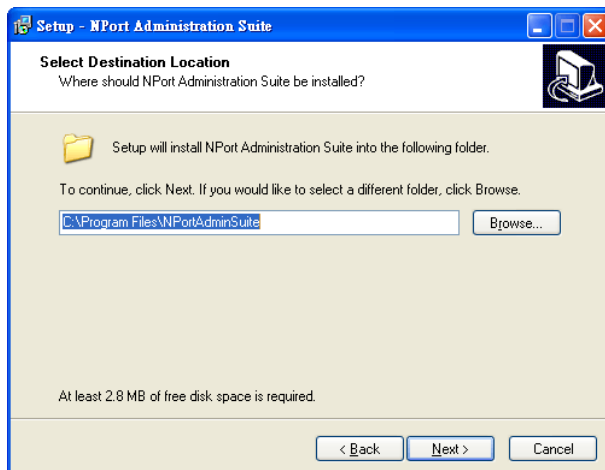 Setup - NPort Administration Suite
Select Destination Location
Where should NPort Administration Suite be installed?
Setup will install NPort Administration Suite into the following folder.
To continue, click Next. If you would like to select a different folder, click Browse.
C:\Program Files\NPortAdminSuite
Browse...
At least 2.8 MB of free disk space is required.
< Back
Next >
Cancel